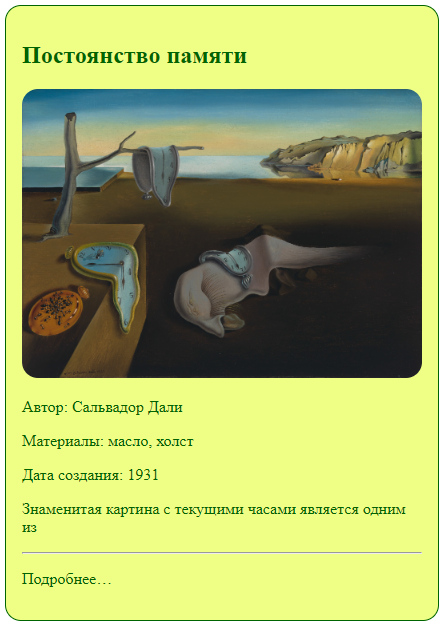 Постоянство памяти
Автор: Сальвадор Дали
Материалы: масло, холст
Дата создания: 1931
Знаменитая картина с текущими часами является одним
из
Подробнее…